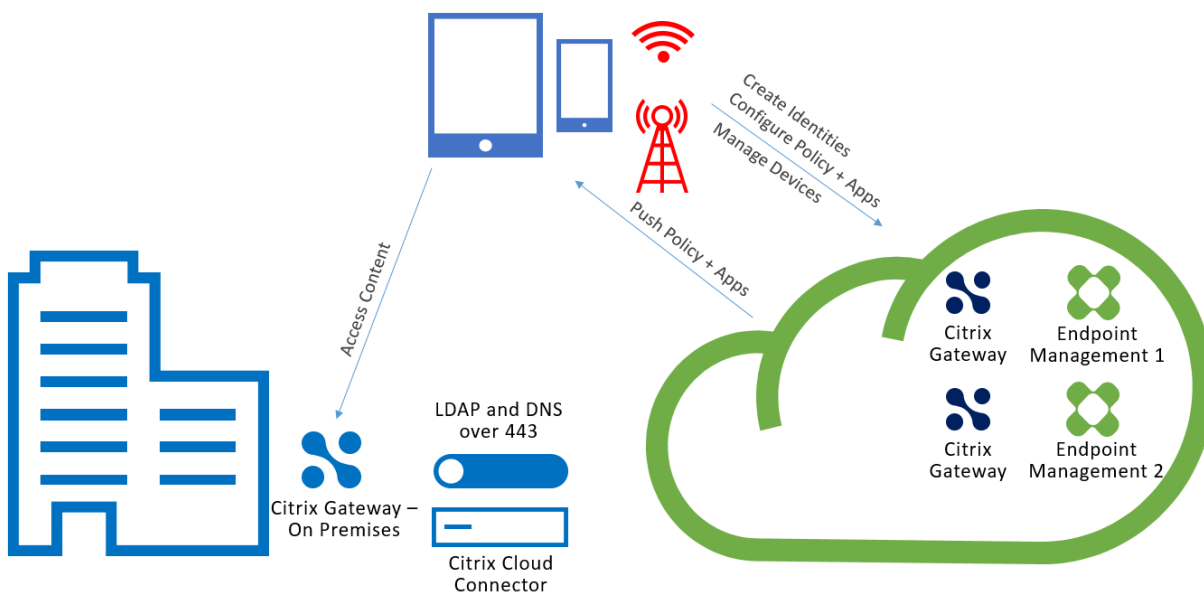 Create Identities
Configure Policy + Apps
Manage Devices
Push Policy + Apps
Access Content
Citrix
Gateway
Endpoint
Management 1
Citrix
Gateway
Endpoint
Management 2
LDAP and DNS
over 443
Citrix Gateway –
On Premises
Citrix Cloud
Connector